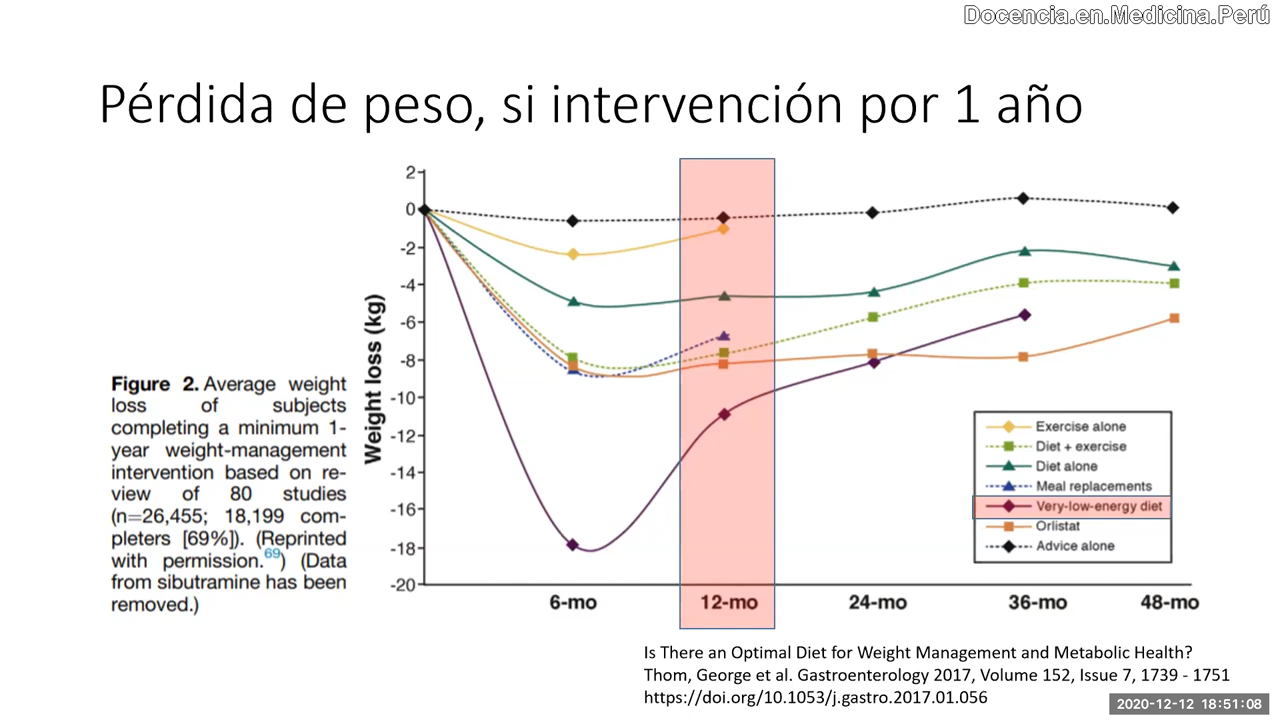 Docencia.en.Medicina.Perú
Pérdida de peso, si intervención por 1 año
Figure 2. Average weight
loss of subjects
completing a minimum 1-
year weight-management
intervention based on re-
view of 80 studies
(n=26,455; 18,199 com-
pleters [69%]). (Reprinted
with permission.69) (Data
from sibutramine has been
removed.)
Weight loss (kg)
2
0
-2
-4
-6
-8
-10
-12
-14
-16
-18
-20
6-mo 12-mo 24-mo 36-mo 48-mo
Exercise alone
Diet + exercise
Diet alone
Meal replacements
Very-low-energy diet
Orlistat
Advice alone
Is There an Optimal Diet for Weight Management and Metabolic Health?
Thom, George et al. Gastroenterology 2017, Volume 152, Issue 7, 1739 - 1751
https://doi.org/10.1053/j.gastro.2017.01.056
2020-12-12 18:51:08